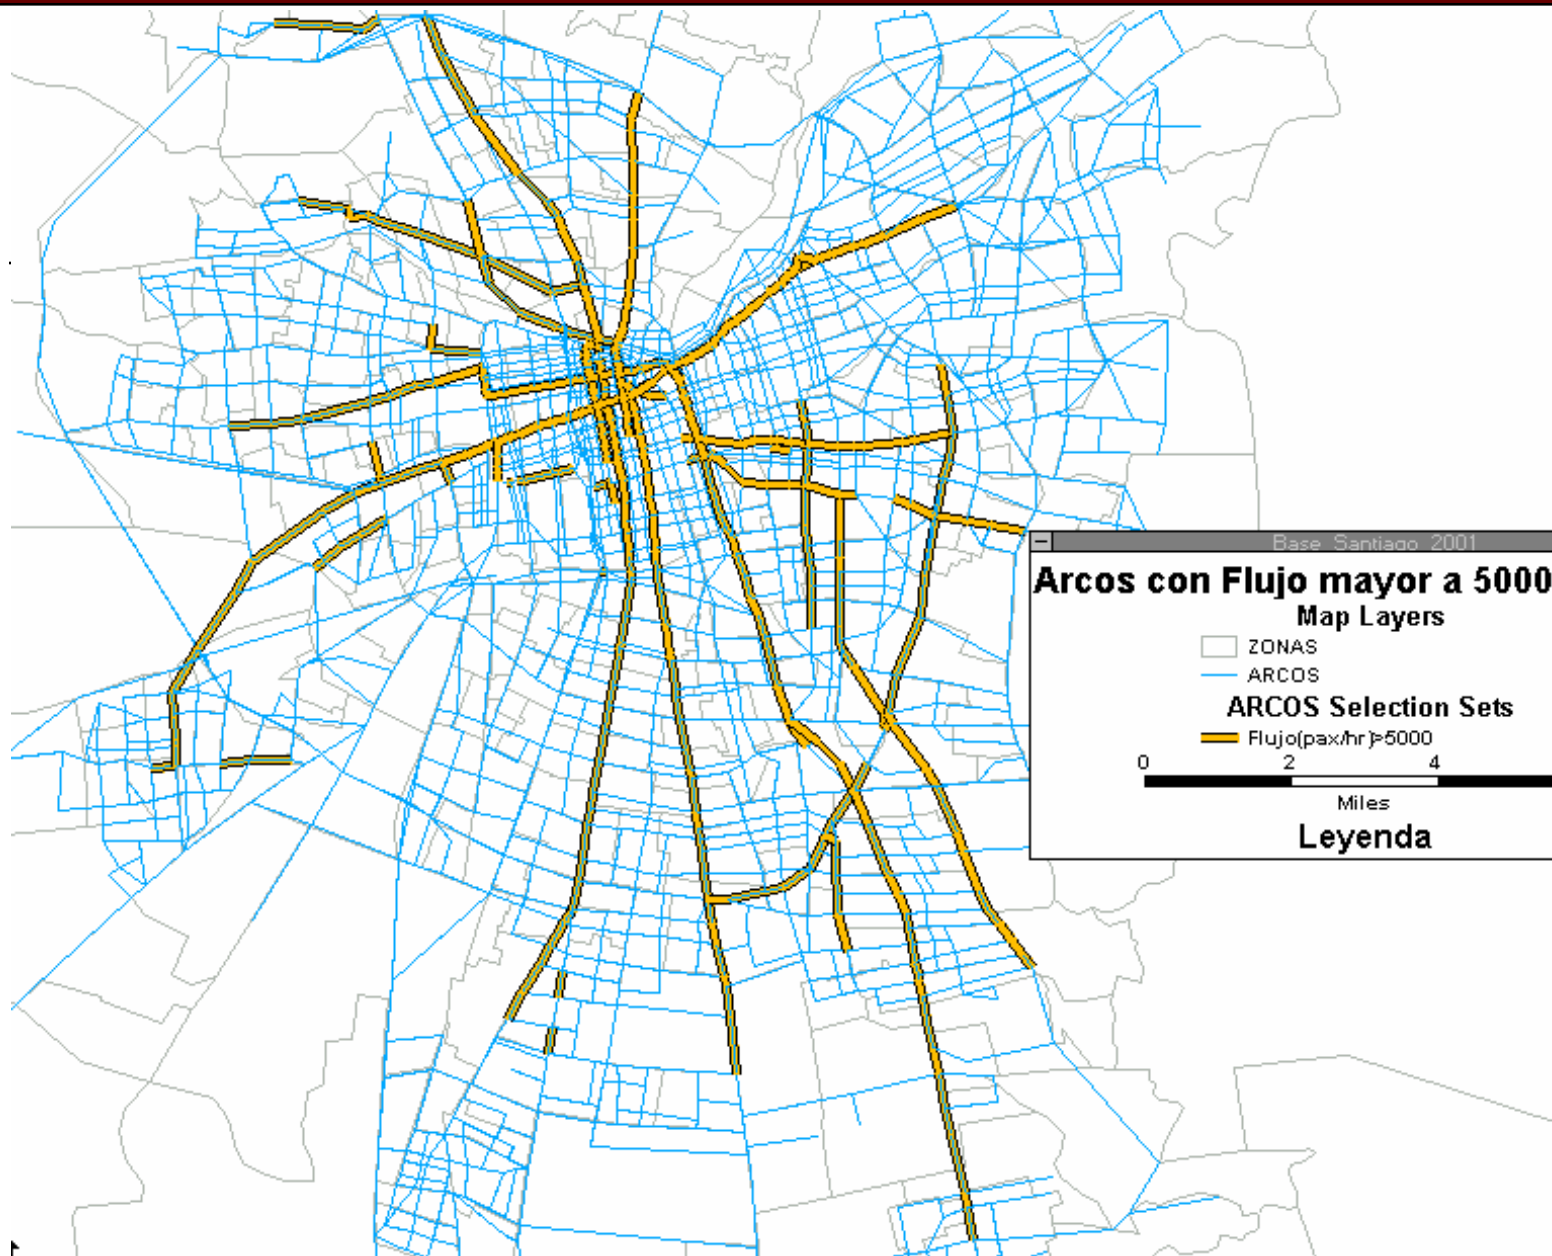 Base Santiago 2001
Arcos con Flujo mayor a 5000
Map Layers
ZONAS
ARCOS
ARCOS Selection Sets
Flujo(pax/hr)>5000
0 2 4
Miles
Leyenda